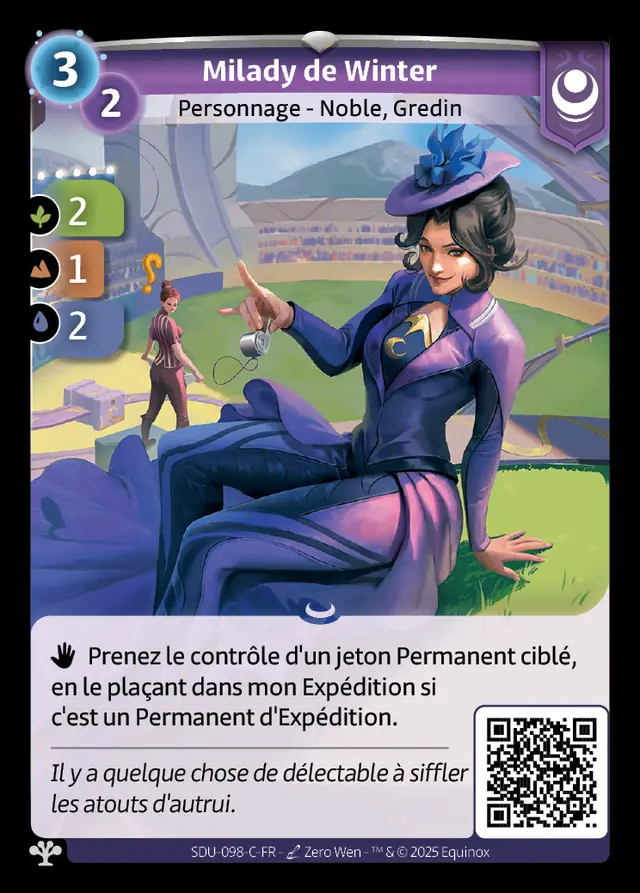 3
Milady de Winter
2
Personnage - Noble, Gredin
2
1
?
2
Prenez le contrôle d'un jeton Permanent ciblé,
en le plaçant dans mon Expédition si
c'est un Permanent d'Expédition.
Il y a quelque chose de délectable à siffler
les atouts d'autrui.
SDU-098-C-FR - Zero Wen - ™ & © 2025 Equinox